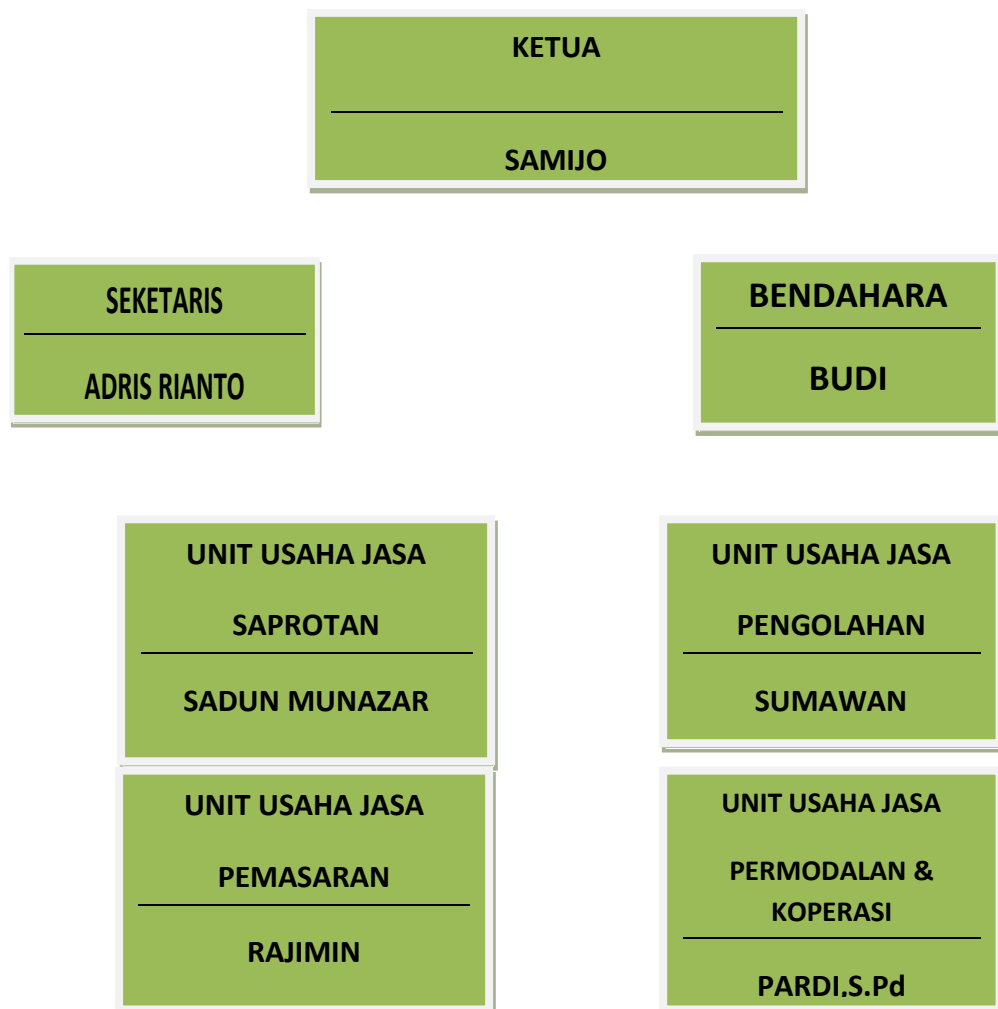 KETUA
SAMIJO
SEKETARIS
ADRIS RIANTO
BENDAHARA
BUDI
UNIT USAHA JASA
SAPROTAN
SADUN MUNAZAR
UNIT USAHA JASA
PENGOLAHAN
SUMAWAN
UNIT USAHA JASA
PEMASARAN
RAJIMIN
UNIT USAHA JASA
PERMODALAN &
KOPERASI
PARDI,S.Pd